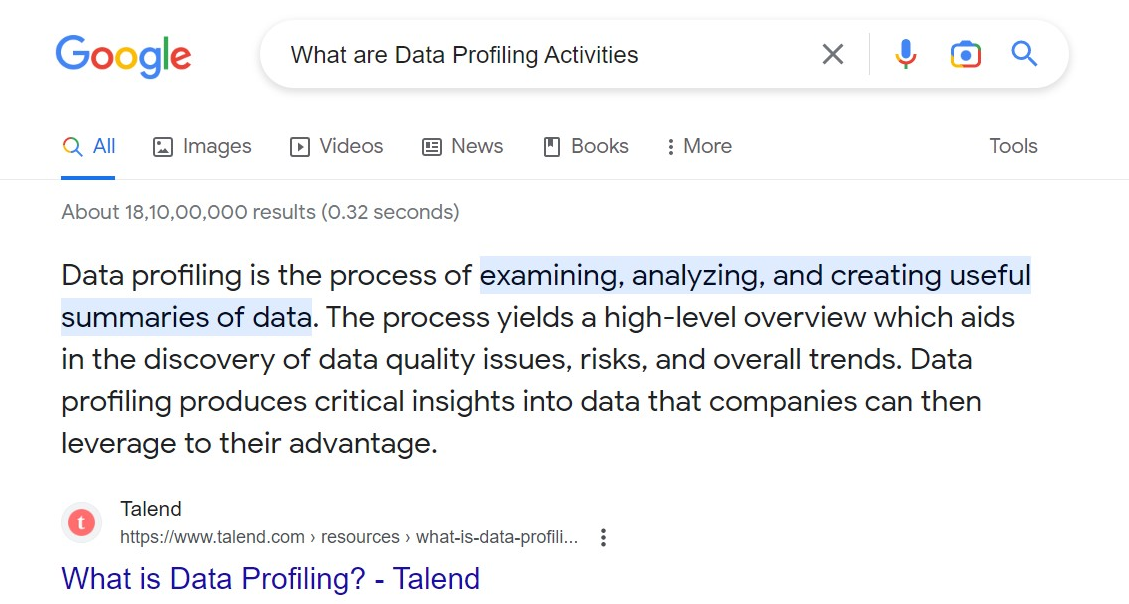 Google
What are Data Profiling Activities
All
Images
Videos
News
Books
More
Tools
About 18,10,00,000 results (0.32 seconds)
Data profiling is the process of examining, analyzing, and creating useful
summaries of data. The process yields a high-level overview which aids
in the discovery of data quality issues, risks, and overall trends. Data
profiling produces critical insights into data that companies can then
leverage to their advantage.
t
Talend
https://www.talend.com › resources › what-is-data-profili...
What is Data Profiling? - Talend